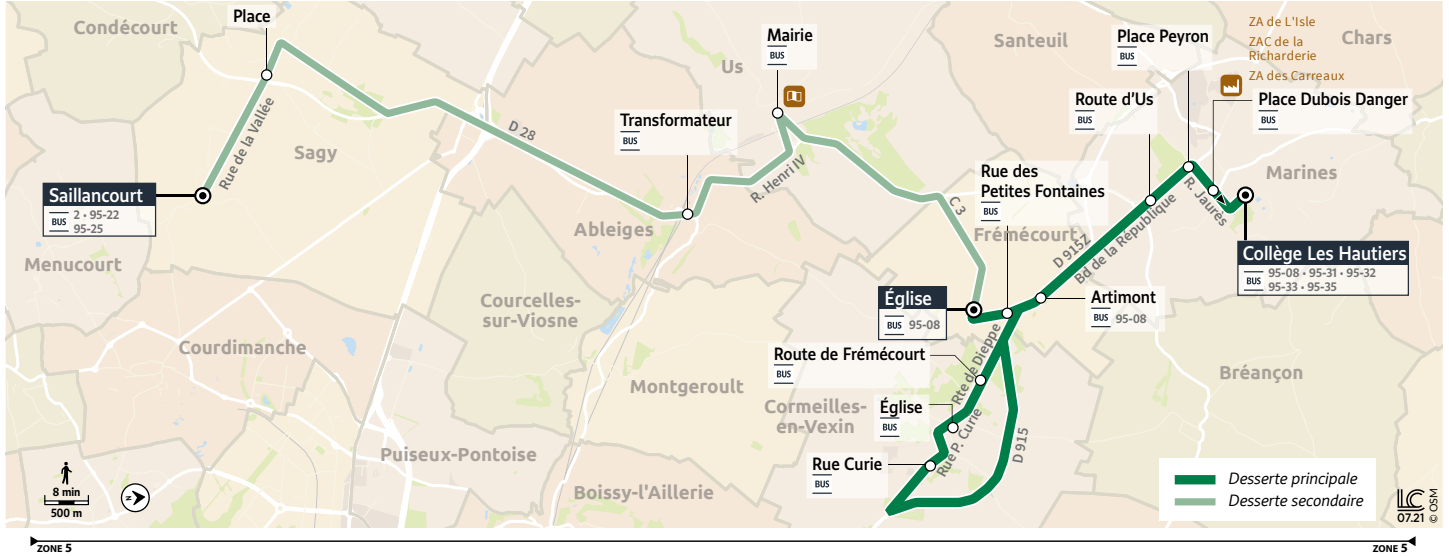 Condécourt
Place
Mairie
BUS
Us
Santeuil
Place Peyron
BUS
ZA de L'Isle
ZAC de la
Richarderie
ZA des Carreaux
Chars
Route d'Us
BUS
Place Dubois Danger
BUS
Transformateur
BUS
D 28
Rue de la Vallée
Sagy
R. Henri IV
Rue des
Petites Fontaines
BUS
Marines
R. Jaurès
Saillancourt
BUS
2 • 95-22
95-25
C 3
Ableiges
Frémécourt
D 915Z
Bd de la République
Collège Les Hautiers
BUS
95-08 • 95-31 • 95-32
95-33 • 95-35
Menucourt
Courcelles-
sur-Viosne
Église
BUS 95-08
Artimont
BUS 95-08
Courdimanche
Route de Frémécourt
BUS
Rte de Dieppe
Montgeroult
Bréançon
Cormeilles-
en-Vexin
Église
BUS
Rue P. Curie
D 915
Puiseux-Pontoise
Rue Curie
BUS
Boissy-l'Aillerie
8 min
500 m
N
Desserte principale
Desserte secondaire
LC
07.21
© OSM
ZONE 5
ZONE 5